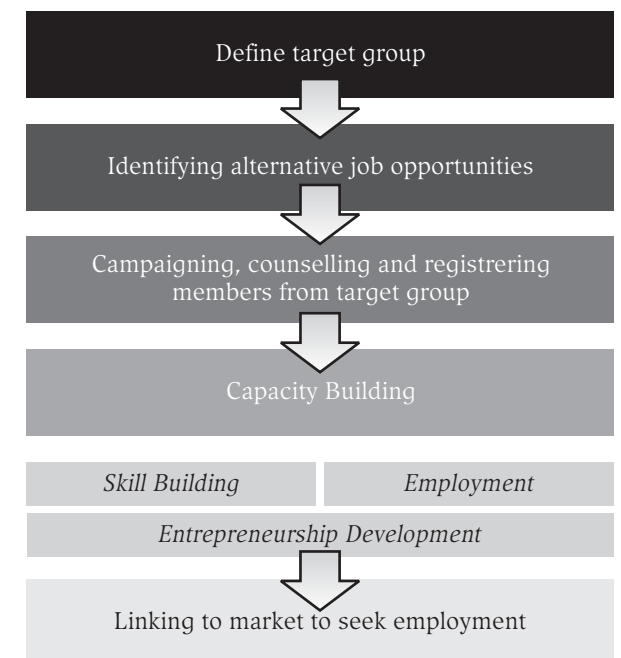 Define target group
Identifying alternative job opportunities
Campaigning, counselling and registrering
members from target group
Capacity Building
Skill Building
Employment
Entrepreneurship Development
Linking to market to seek employment